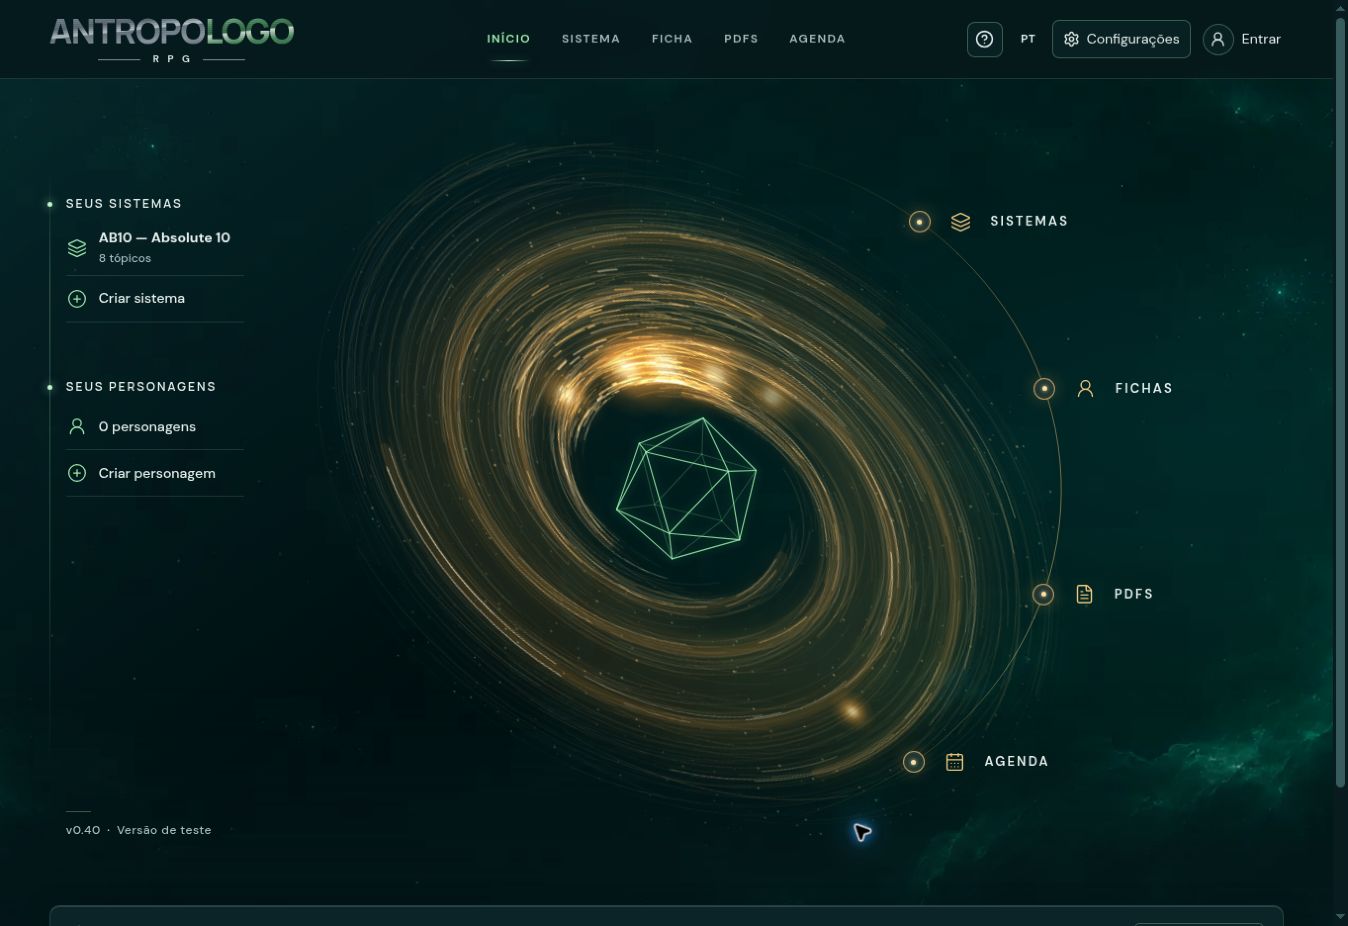 ANTROPOLOGO
RPG
INÍCIO
SISTEMA
FICHA
PDFS
AGENDA
PT
Configurações
Entrar
SEUS SISTEMAS
AB10 — Absolute 10
8 tópicos
Criar sistema
SEUS PERSONAGENS
0 personagens
Criar personagem
SISTEMAS
FICHAS
PDFS
AGENDA
v0.40 · Versão de teste